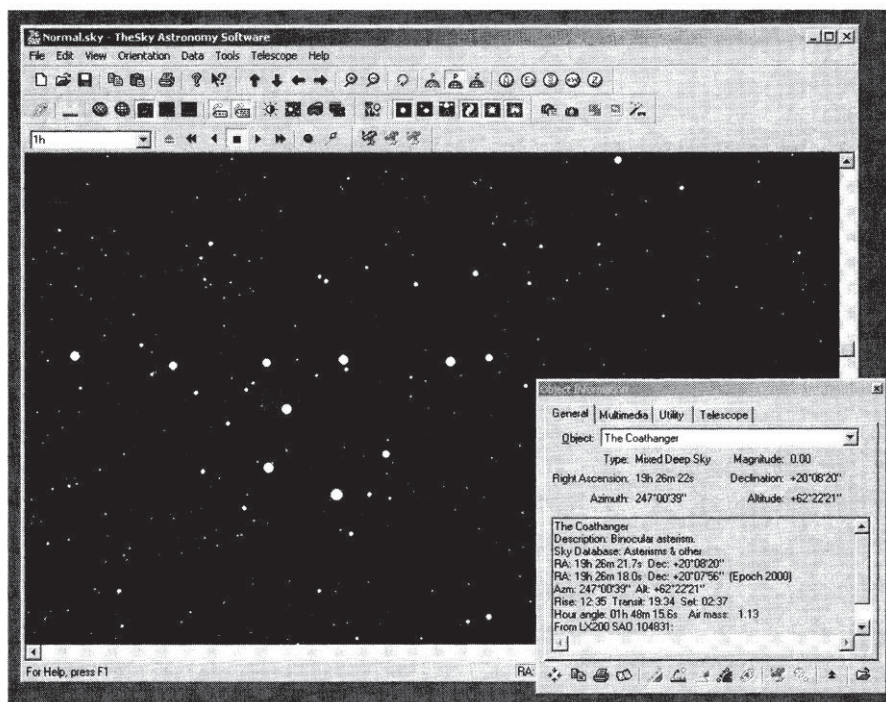 Normal.sky - TheSky Astronomy Software
File Edit View Orientation Data Tools Telescope Help
1h
General Multimedia Utility Telescope
Object: The Coathanger
Type: Mixed Deep Sky Magnitude: 0.00
Right Ascension: 19h 26m 22s Declination: +20°08'20"
Azimuth: 247°00'39" Altitude: +62°22'21"
The Coathanger
Description: Binocular asterism.
Sky Database: Asterisms & other
RA: 19h 26m 21.7s Dec: +20°08'20"
RA: 19h 26m 18.0s Dec: +20°07'56" (Epoch 2000)
Azm: 247°00'39" Alt: +62°22'21"
Rise: 12:35 Transit: 19:34 Set: 02:37
Hour angle: 01h 48m 15.6s Air mass: 1.13
From LX200 SAO 104831:
For Help, press F1
RA: